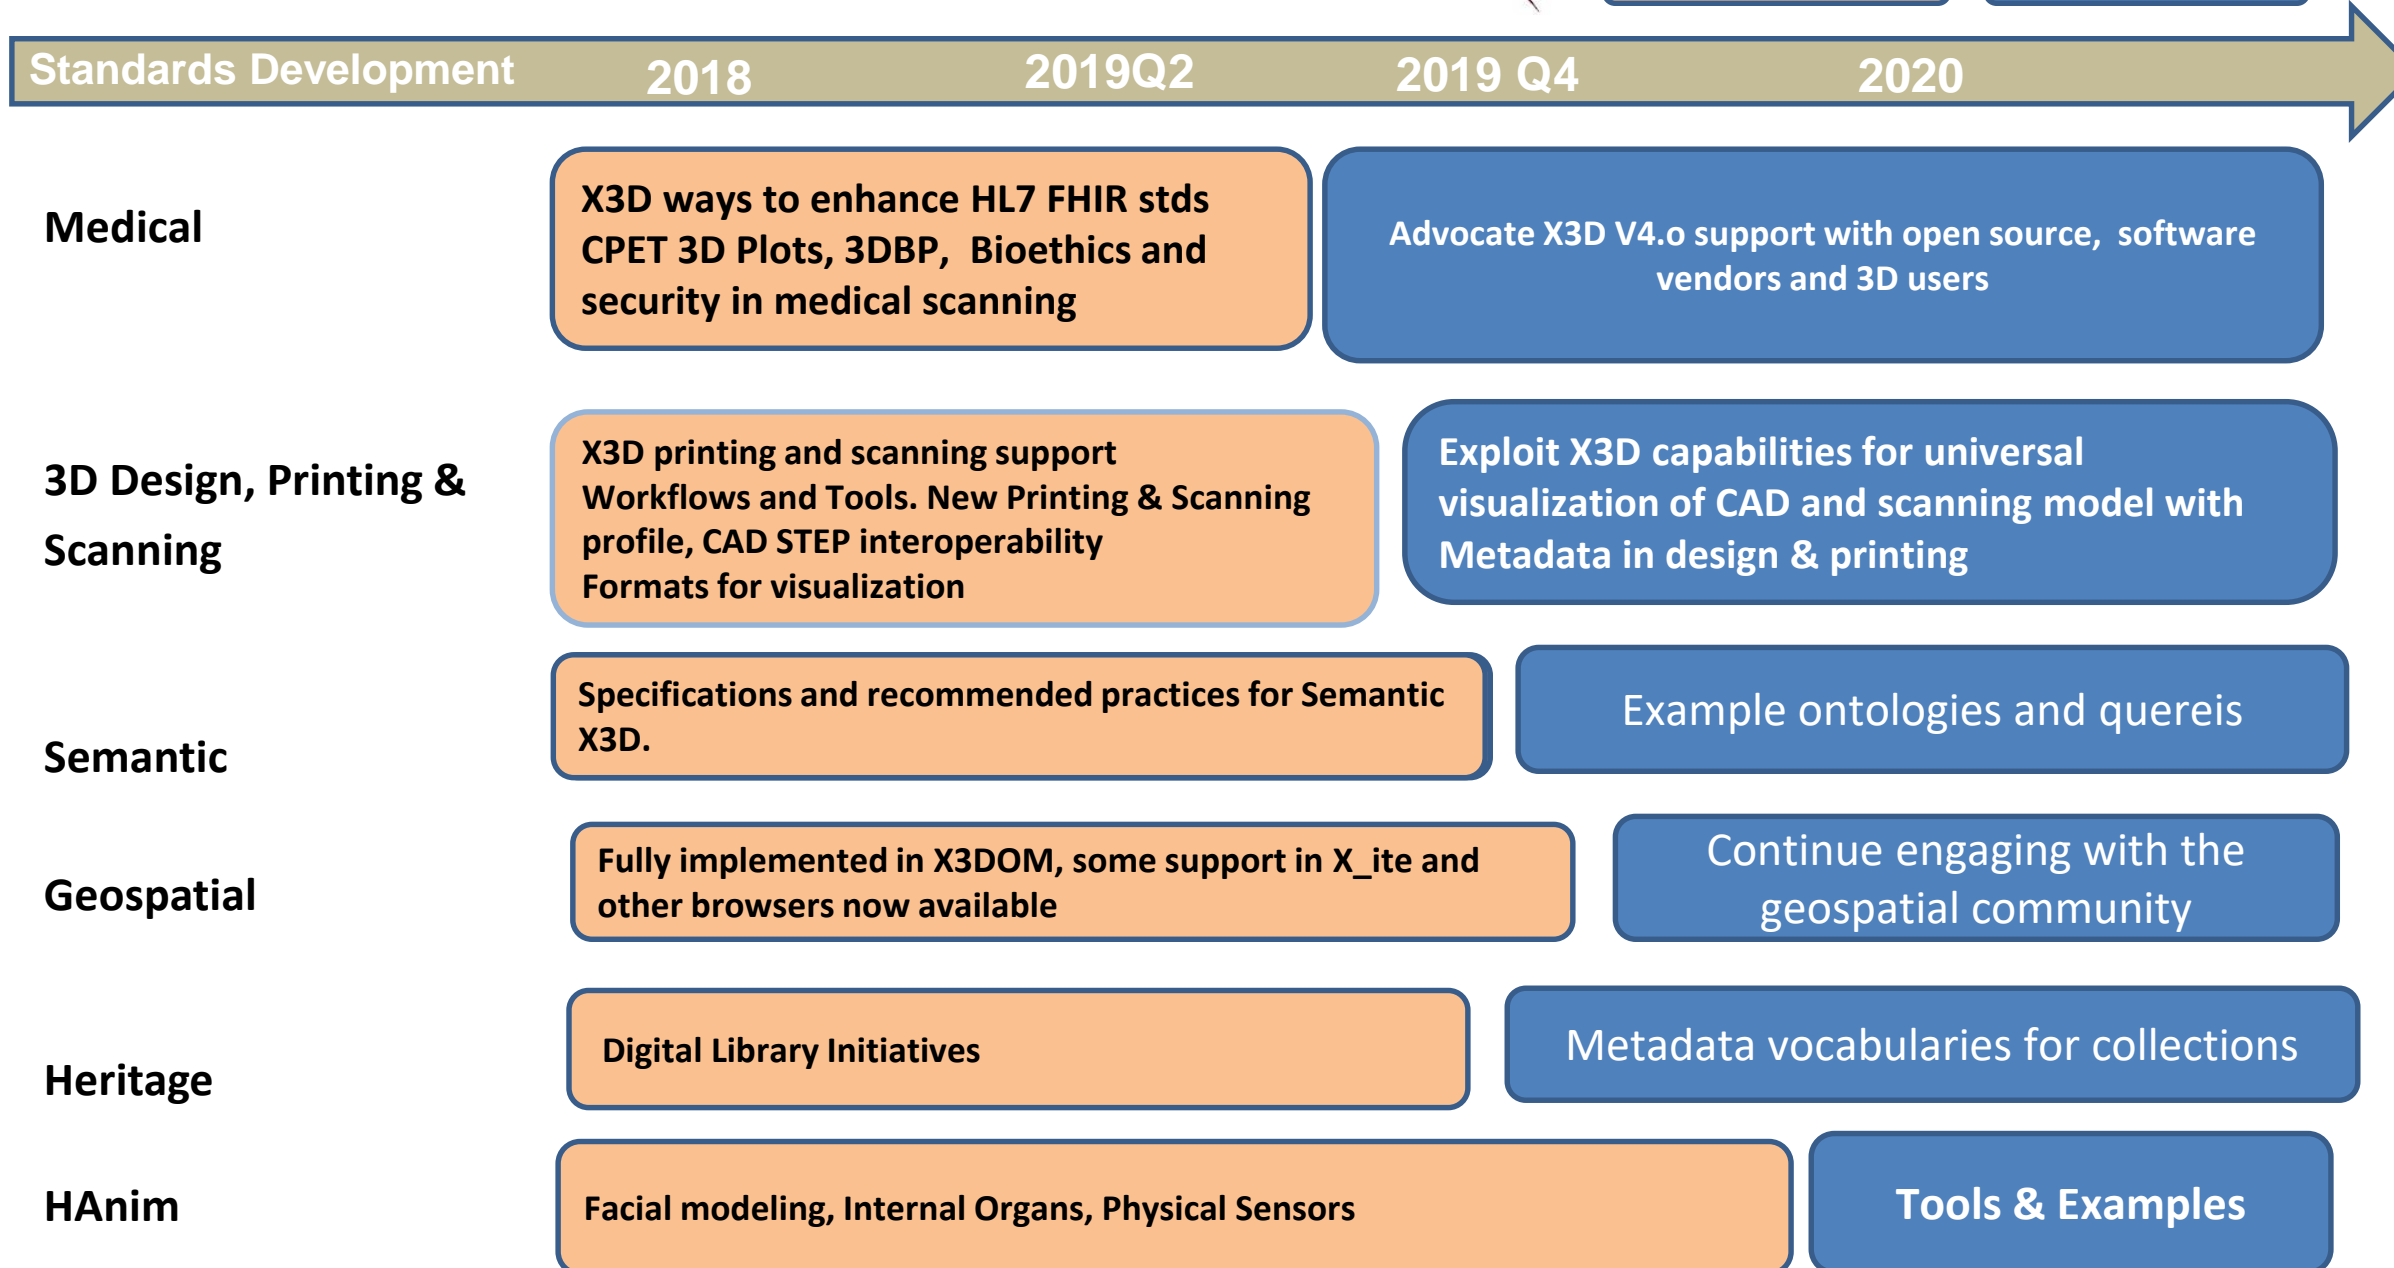 Standards Development 2018 2019Q2 2019 Q4 2020
Medical
X3D ways to enhance HL7 FHIR stds
CPET 3D Plots, 3DBP, Bioethics and
security in medical scanning
Advocate X3D V4.o support with open source, software
vendors and 3D users
3D Design, Printing &
Scanning
X3D printing and scanning support
Workflows and Tools. New Printing & Scanning
profile, CAD STEP interoperability
Formats for visualization
Exploit X3D capabilities for universal
visualization of CAD and scanning model with
Metadata in design & printing
Semantic
Specifications and recommended practices for Semantic
X3D.
Example ontologies and quereis
Geospatial
Fully implemented in X3DOM, some support in X_ite and
other browsers now available
Continue engaging with the
geospatial community
Heritage
Digital Library Initiatives
Metadata vocabularies for collections
HAnim
Facial modeling, Internal Organs, Physical Sensors
Tools & Examples